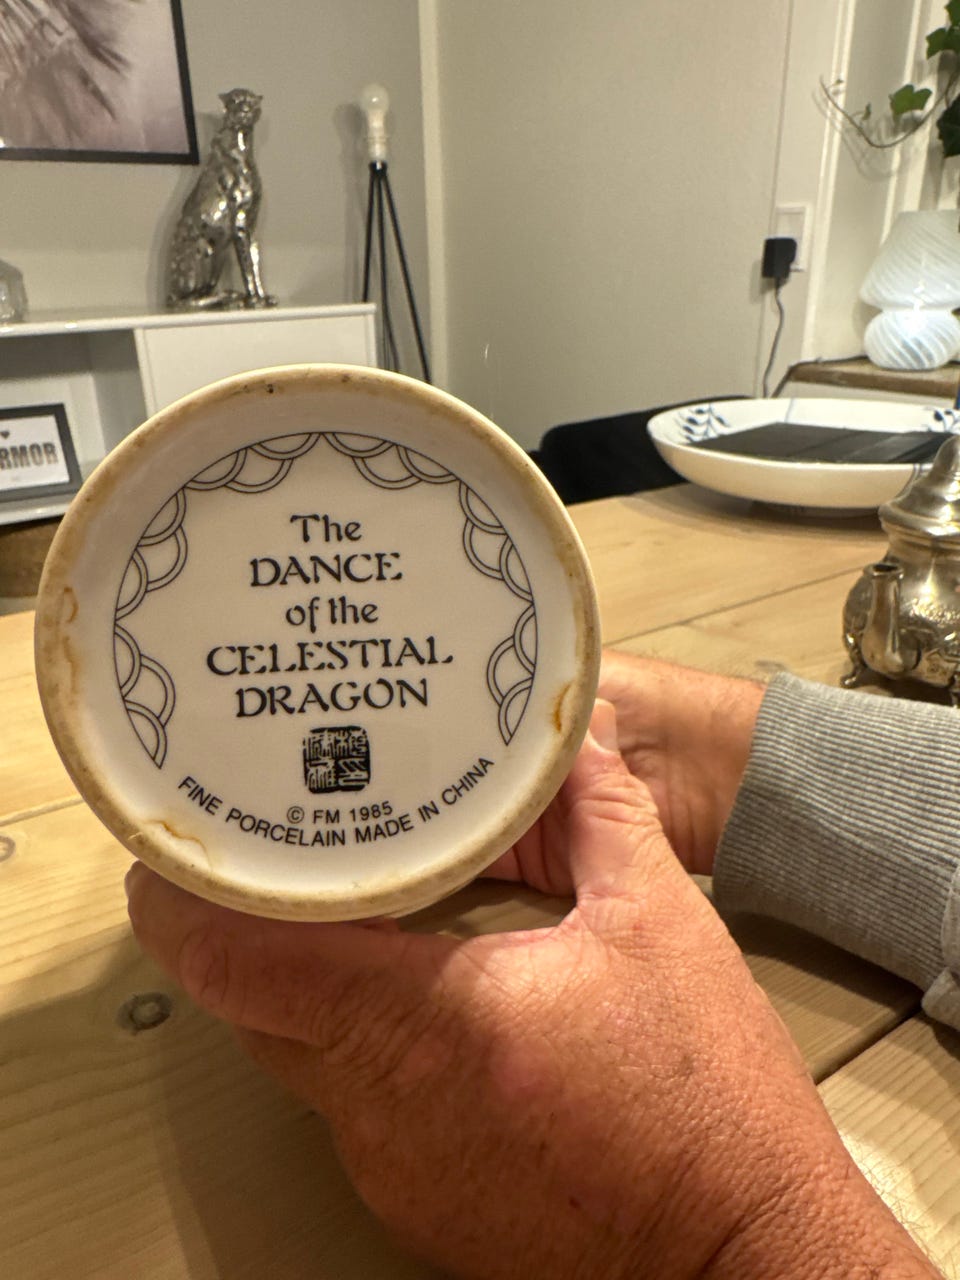 The
DANCE
of the
CELESTIAL
DRAGON
© FM 1985
FINE PORCELAIN MADE IN CHINA
RMOR